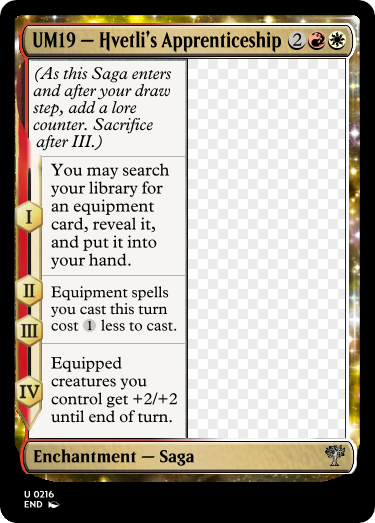 UM19 — Hvetli's Apprenticeship 2
(As this Saga enters
and after your draw
step, add a lore
counter. Sacrifice
after III.)
I
You may search
your library for
an equipment
card, reveal it,
and put it into
your hand.
II
III
Equipment spells
you cast this turn
cost 1 less to cast.
IV
Equipped
creatures you
control get +2/+2
until end of turn.
Enchantment — Saga
U 0216
END